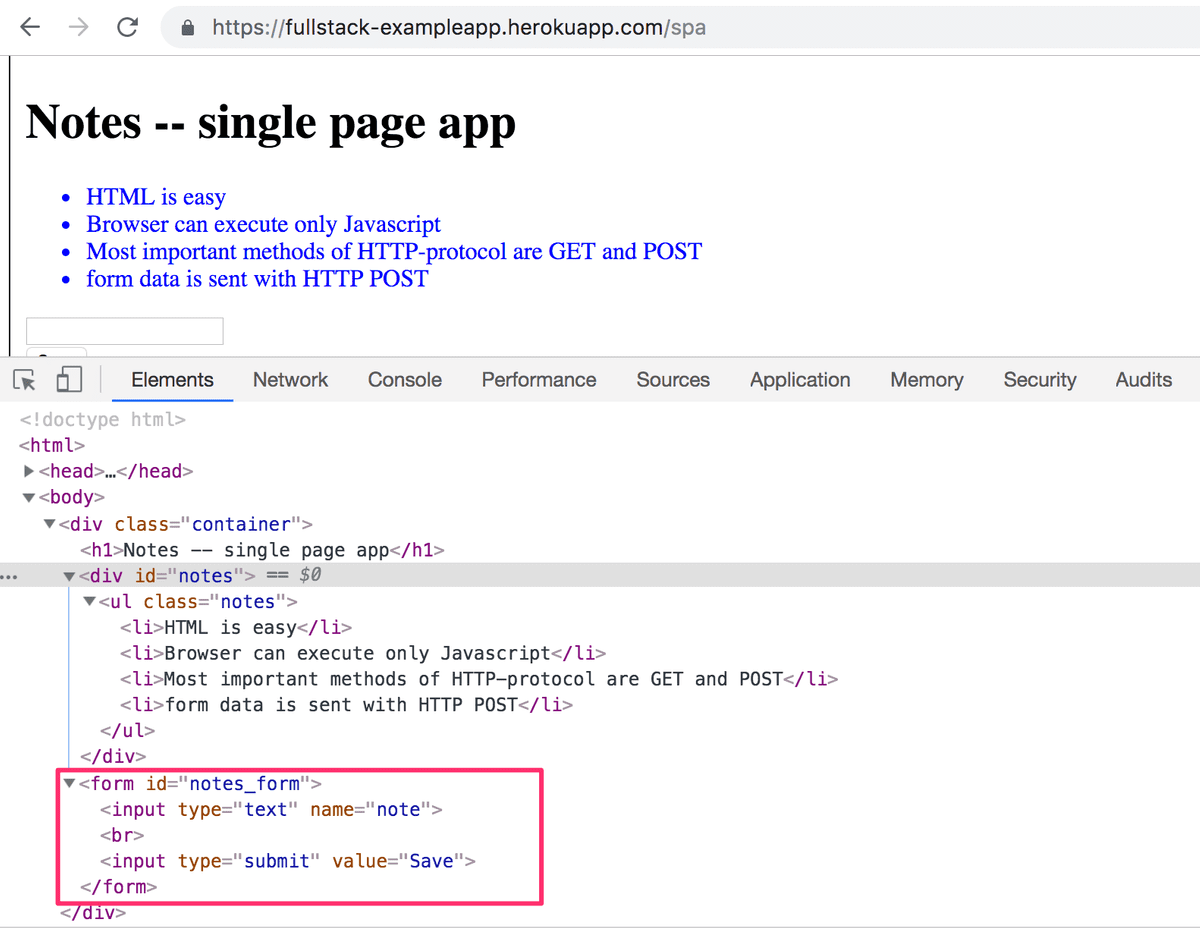 https://fullstack-exampleapp.herokuapp.com/spa
Notes -- single page app
• HTML is easy
• Browser can execute only Javascript
• Most important methods of HTTP-protocol are GET and POST
• form data is sent with HTTP POST
Elements Network Console Performance Sources Application Memory Security Audits
<!doctype html>
<html>
▶<head>…</head>
▼<body>
▼<div class="container">
<h1>Notes -- single page app</h1>
… ▼<div id="notes"> == $0
▼<ul class="notes">
<li>HTML is easy</li>
<li>Browser can execute only Javascript</li>
<li>Most important methods of HTTP-protocol are GET and POST</li>
<li>form data is sent with HTTP POST</li>
</ul>
</div>
▼<form id="notes_form">
<input type="text" name="note">
<br>
<input type="submit" value="Save">
</form>
</div>